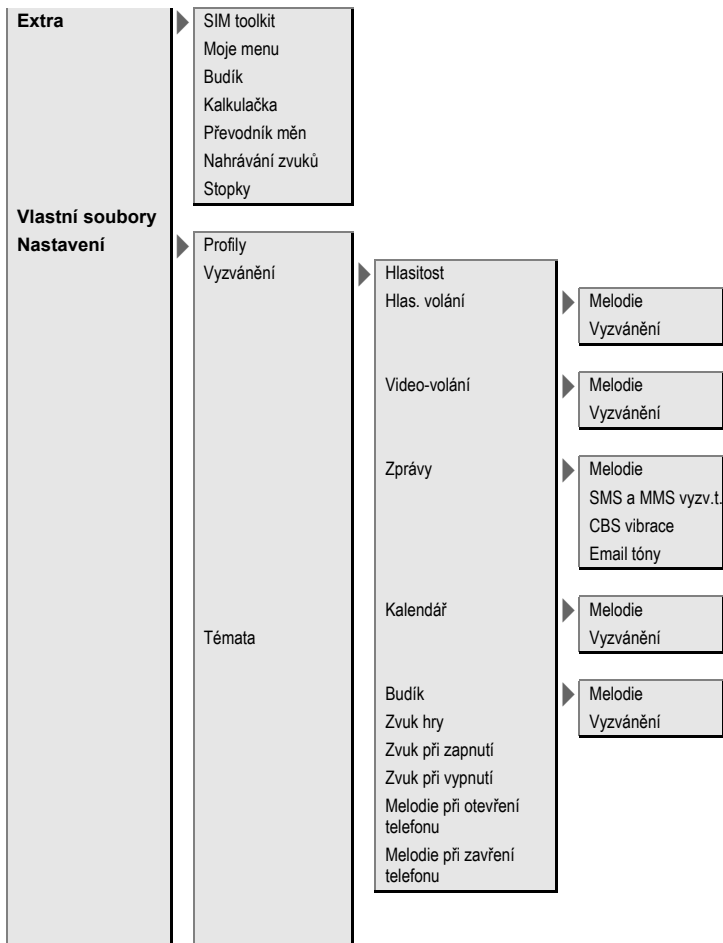 Extra
SIM toolkit
Moje menu
Budík
Kalkulačka
Převodník měn
Nahrávání zvuků
Stopky
Vlastní soubory
Nastavení
Profily
Vyzvánění
Hlasitost
Hlas. volání
Melodie
Vyzvánění
Video-volání
Melodie
Vyzvánění
Zprávy
Melodie
SMS a MMS vyzv.t.
CBS vibrace
Email tóny
Kalendář
Melodie
Vyzvánění
Témata
Budík
Melodie
Vyzvánění
Zvuk hry
Zvuk při zapnutí
Zvuk při vypnutí
Melodie při otevření
telefonu
Melodie při zavření
telefonu